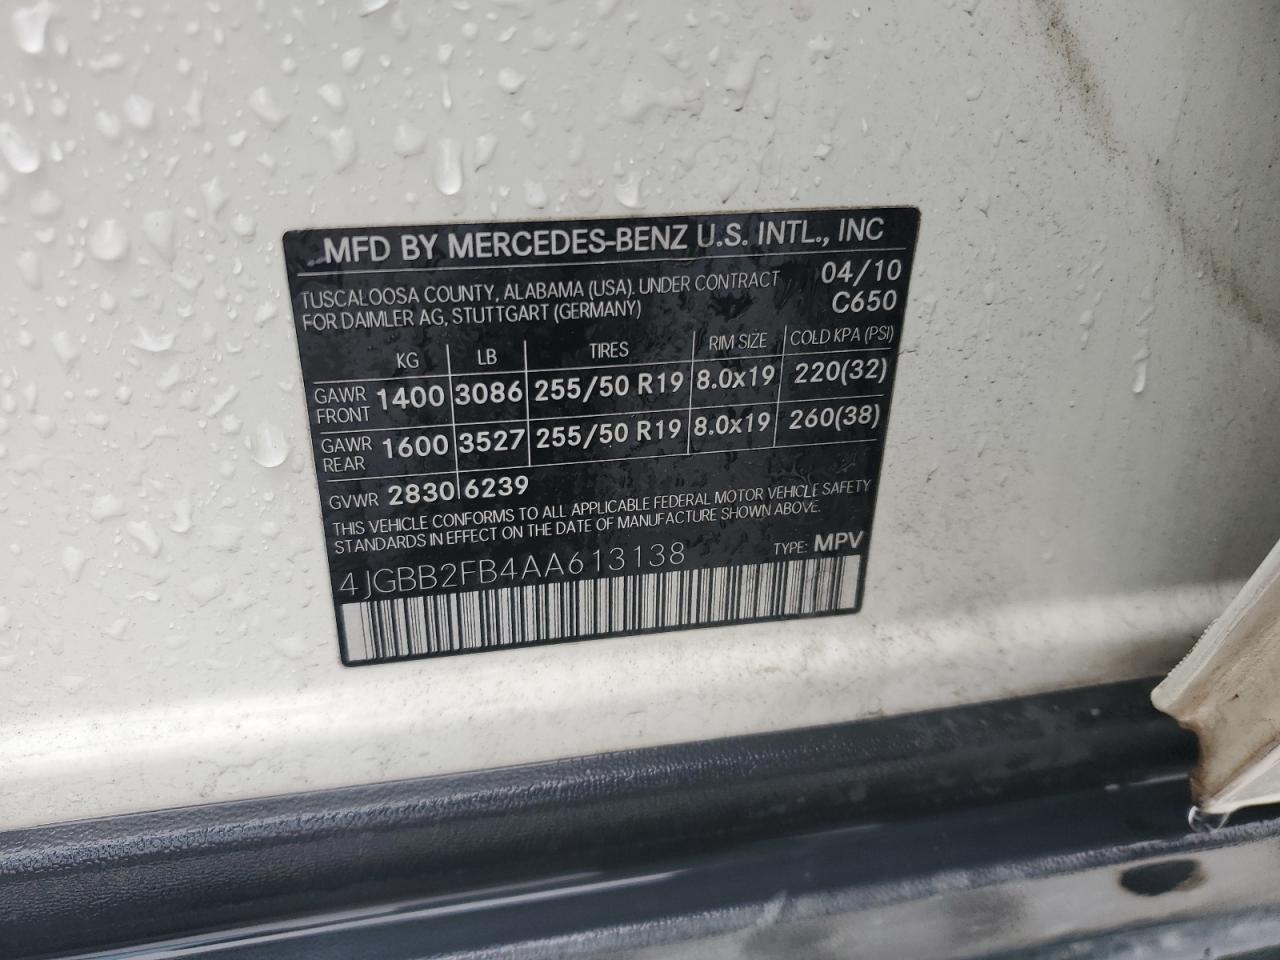 MFD BY MERCEDES-BENZ U.S. INTL., INC
TUSCALOOSA COUNTY, ALABAMA (USA). UNDER CONTRACT 04/10
FOR DAIMLER AG, STUTTGART (GERMANY) C650
KG LB TIRES RIM SIZE COLD KPA (PSI)
GAWR FRONT 1400 3086 255/50 R19 8.0x19 220(32)
GAWR REAR 1600 3527 255/50 R19 8.0x19 260(38)
GVWR 2830 6239
THIS VEHICLE CONFORMS TO ALL APPLICABLE FEDERAL MOTOR VEHICLE SAFETY
STANDARDS IN EFFECT ON THE DATE OF MANUFACTURE SHOWN ABOVE.
4JGBB2FB4AA613138 TYPE: MPV